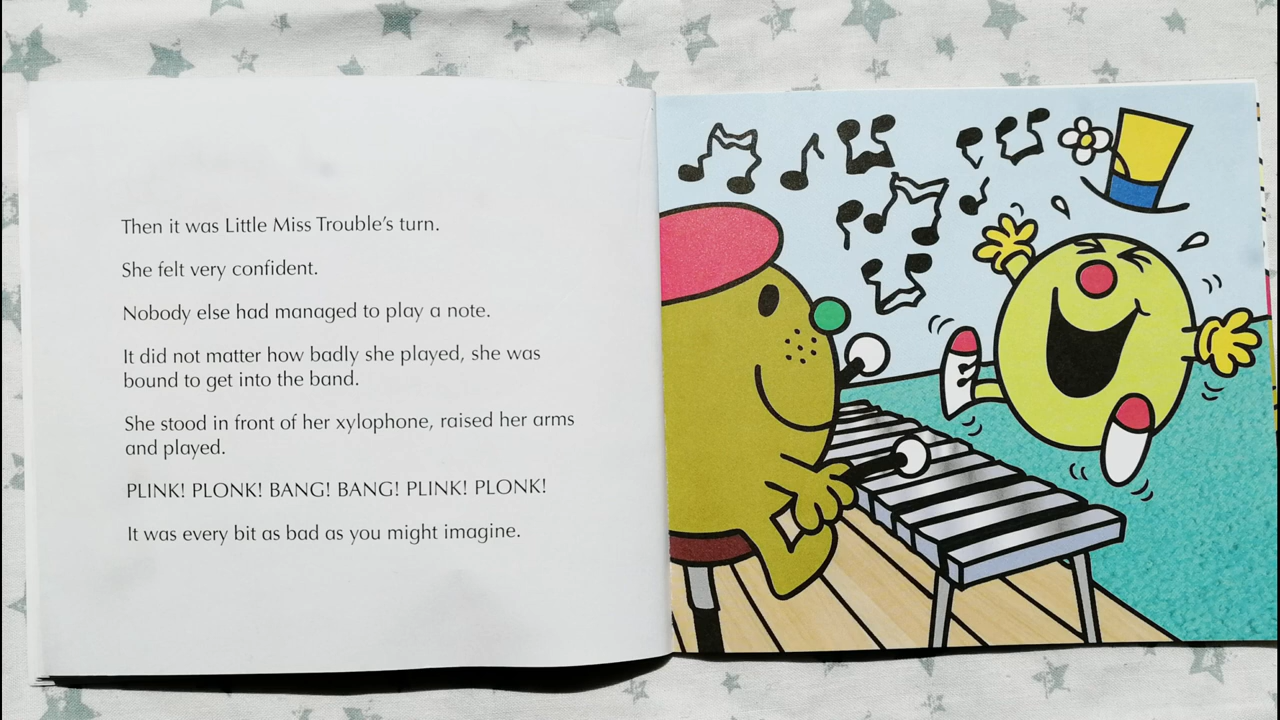 Then it was Little Miss Trouble's turn.
She felt very confident.
Nobody else had managed to play a note.
It did not matter how badly she played, she was
bound to get into the band.
She stood in front of her xylophone, raised her arms
and played.
PLINK! PLONK! BANG! BANG! PLINK! PLONK!
It was every bit as bad as you might imagine.